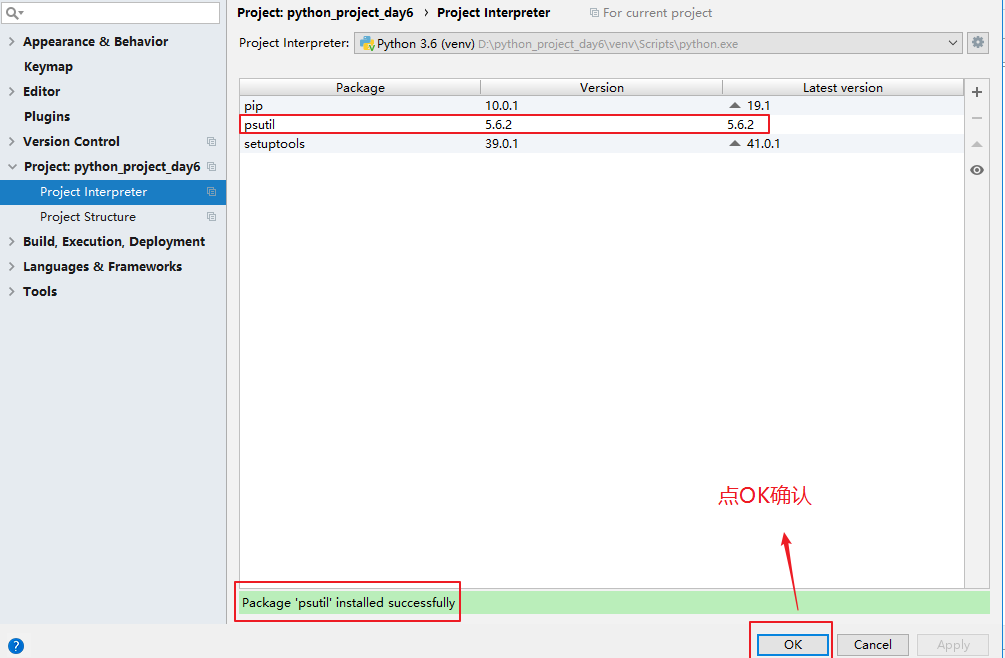 Project: python_project_day6 › Project Interpreter For current project
Appearance & Behavior
Keymap
Editor
Plugins
Version Control
Project: python_project_day6
Project Interpreter
Project Structure
Build, Execution, Deployment
Languages & Frameworks
Tools
Project Interpreter: Python 3.6 (venv) D:\python_project_day6\venv\Scripts\python.exe
Package Version Latest version
pip 10.0.1 19.1
psutil 5.6.2 5.6.2
setuptools 39.0.1 41.0.1
点OK确认
Package 'psutil' installed successfully
? OK Cancel Apply